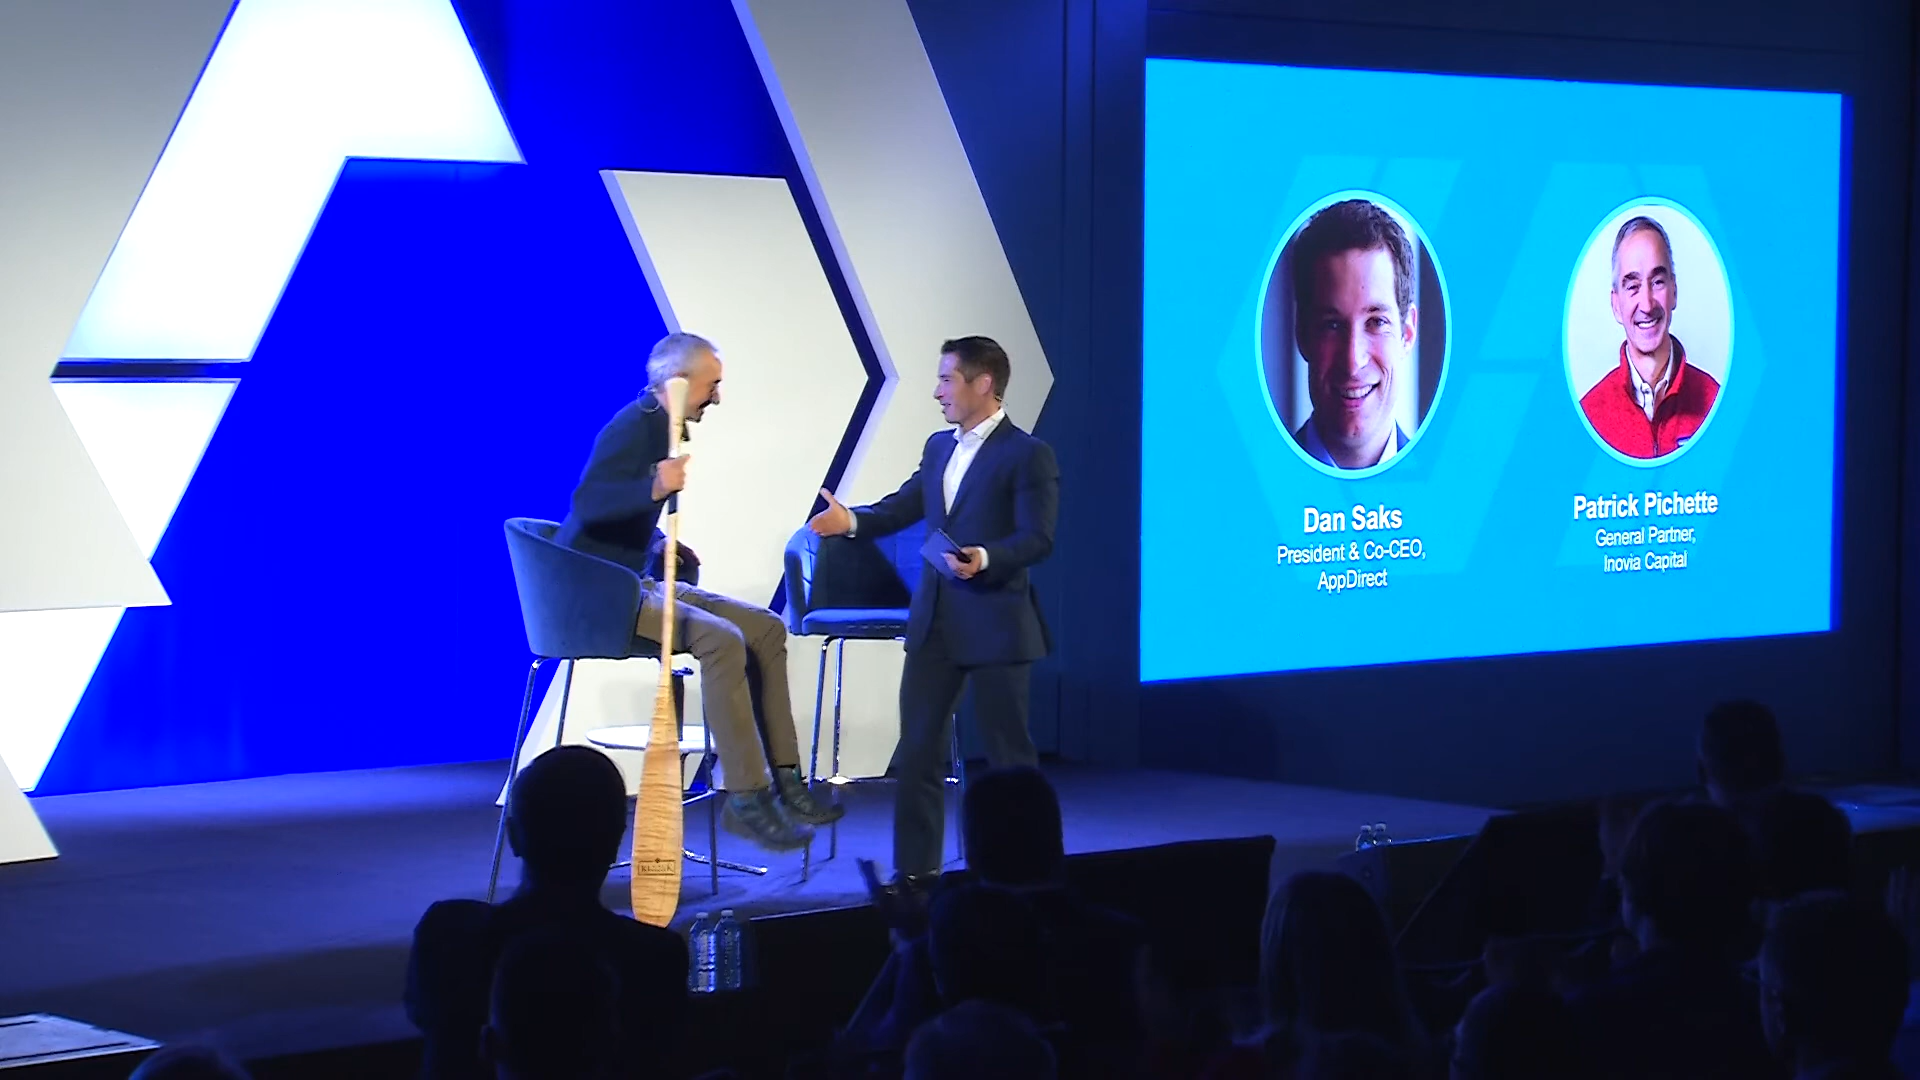 Dan Saks
President & Co-CEO,
AppDirect
Patrick Pichette
General Partner,
Inovia Capital